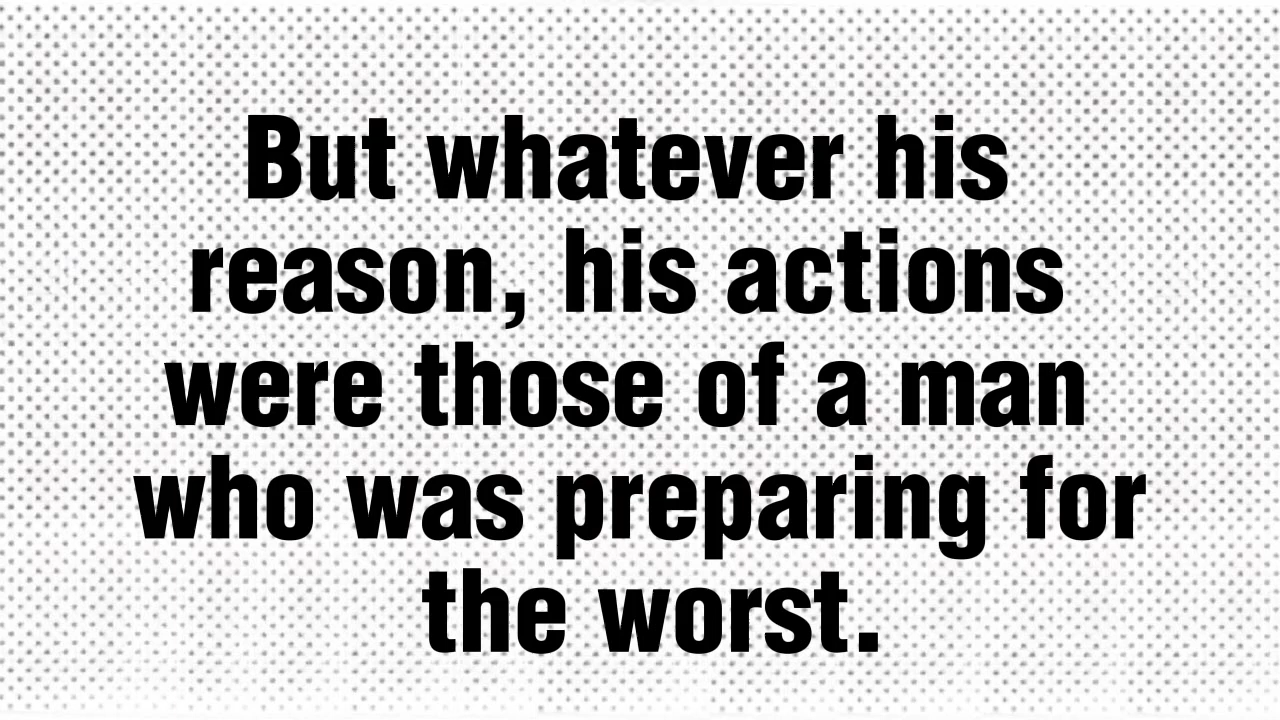 But whatever his
reason, his actions
were those of a man
who was preparing for
the worst.